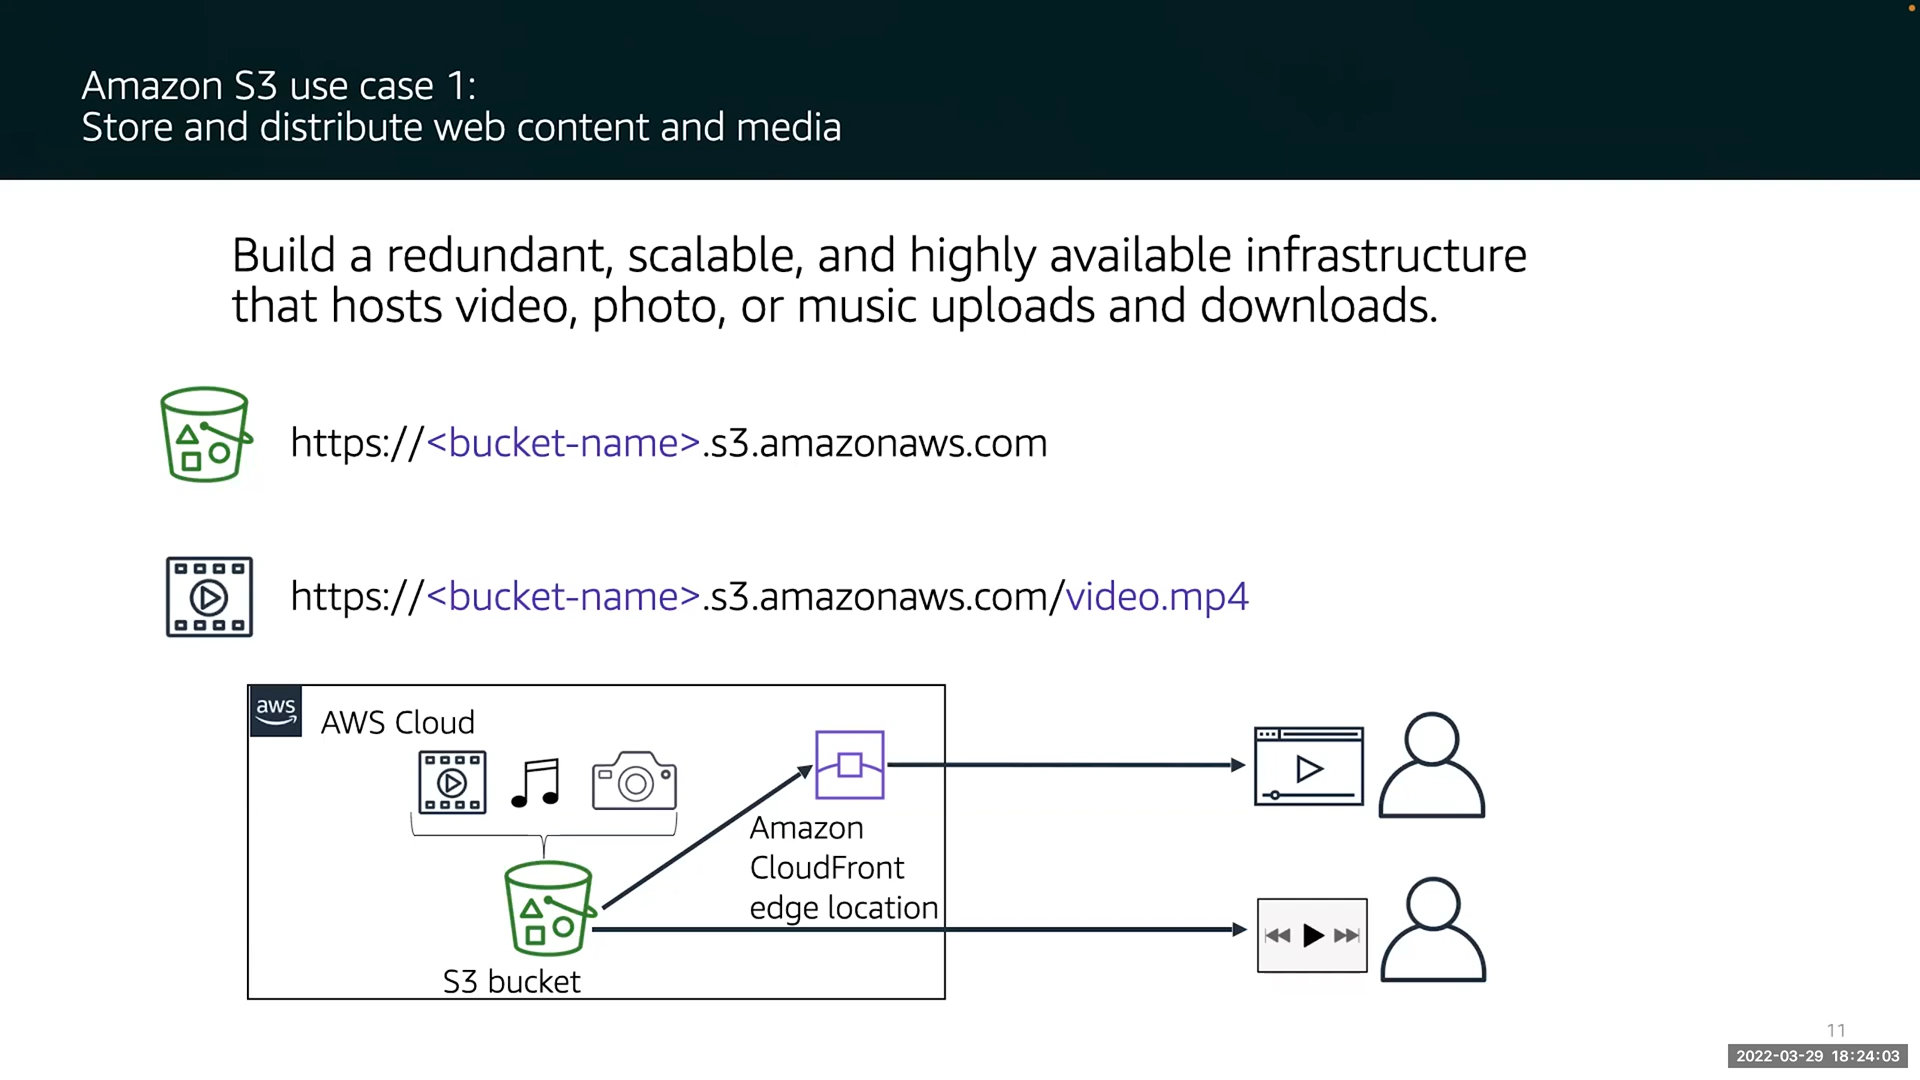 Amazon S3 use case 1:
Store and distribute web content and media
Build a redundant, scalable, and highly available infrastructure
that hosts video, photo, or music uploads and downloads.
https://<bucket-name>.s3.amazonaws.com
https://<bucket-name>.s3.amazonaws.com/video.mp4
aws
AWS Cloud
Amazon
CloudFront
edge location
S3 bucket
11
2022-03-29 18:24:03